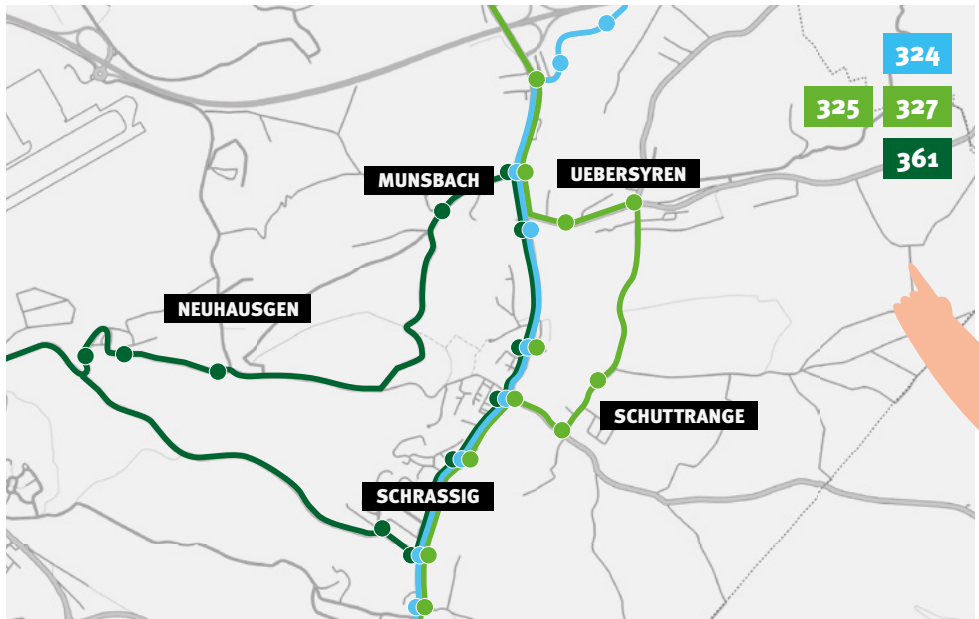 324
325 327
361
MUNSBACH
UEBERSYREN
NEUHAUSGEN
SCHUTTRANGE
SCHRASSIG